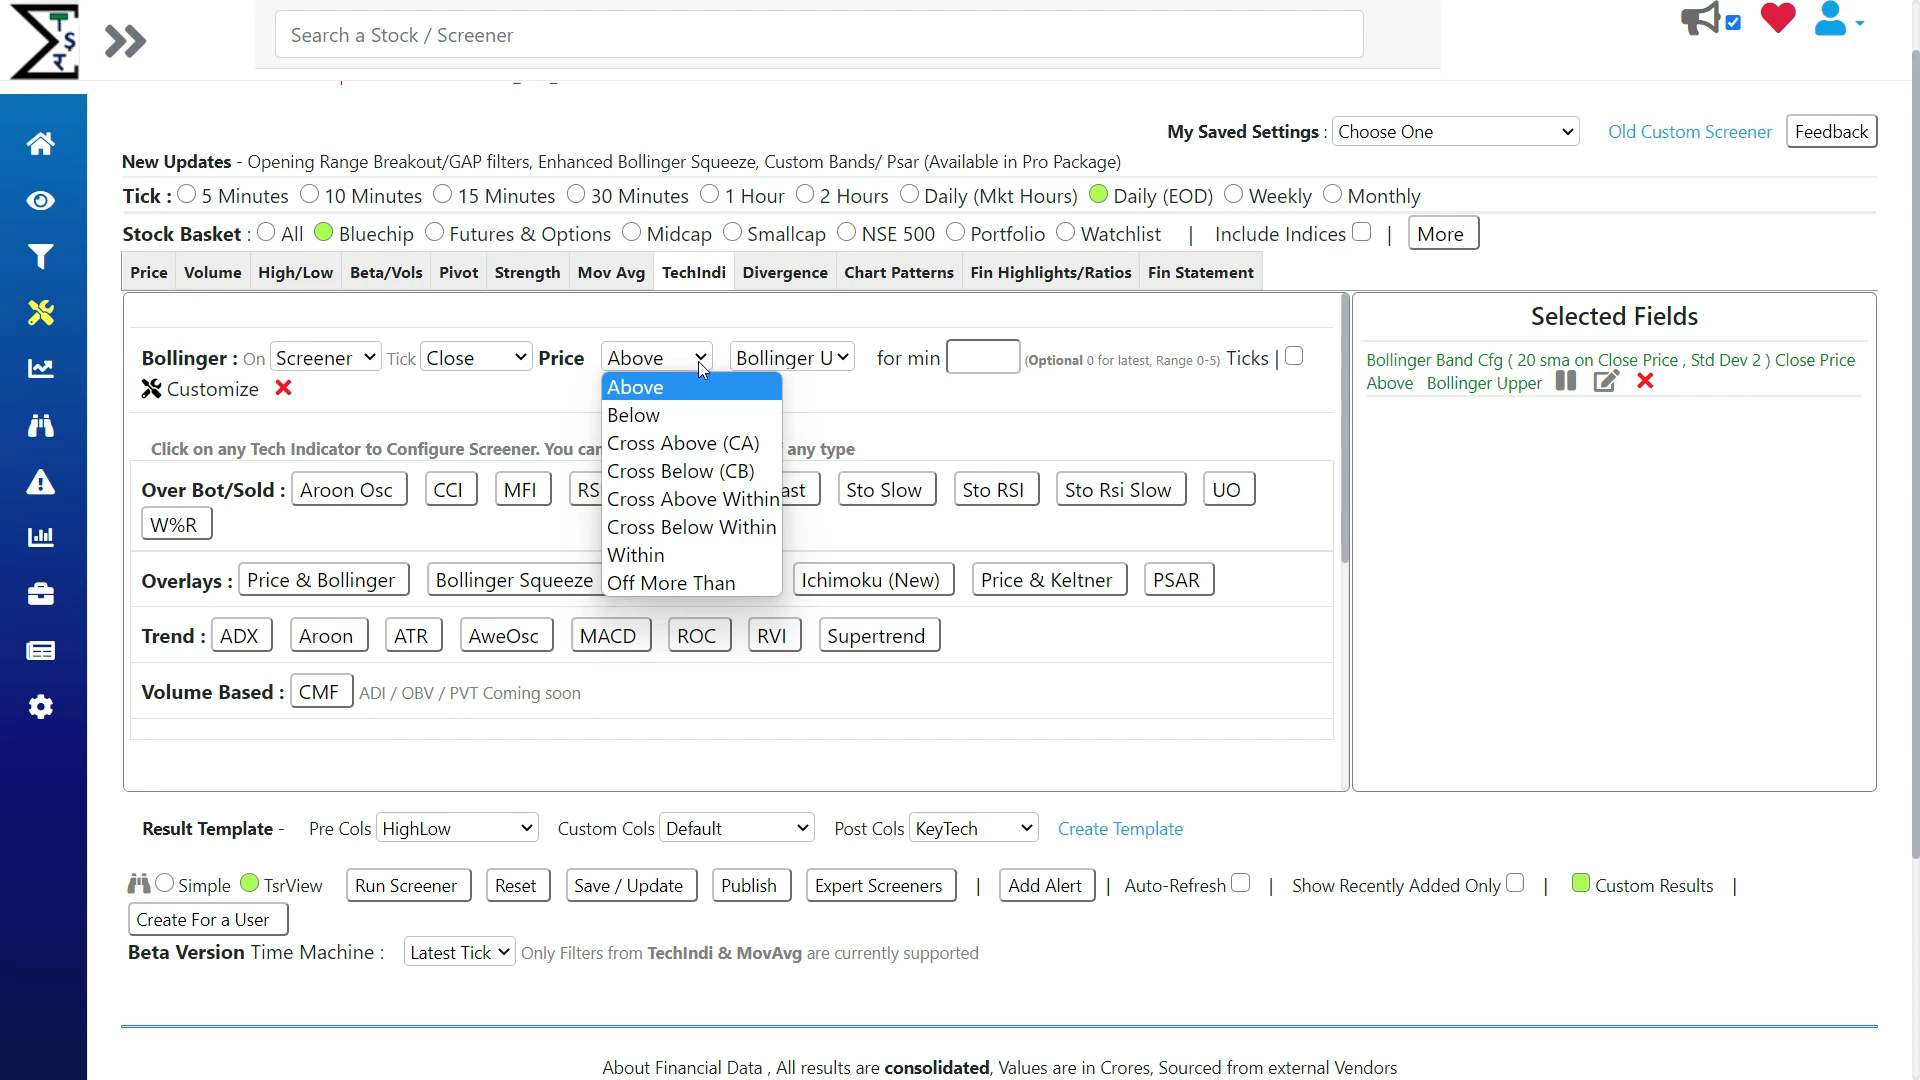 Search a Stock / Screener
My Saved Settings : Choose One Old Custom Screener Feedback
New Updates - Opening Range Breakout/GAP filters, Enhanced Bollinger Squeeze, Custom Bands/ Psar (Available in Pro Package)
Tick : 5 Minutes 10 Minutes 15 Minutes 30 Minutes 1 Hour 2 Hours Daily (Mkt Hours) Daily (EOD) Weekly Monthly
Stock Basket : All Bluechip Futures & Options Midcap Smallcap NSE 500 Portfolio Watchlist | Include Indices | More
Price Volume High/Low Beta/Vols Pivot Strength Mov Avg TechIndi Divergence Chart Patterns Fin Highlights/Ratios Fin Statement
Bollinger : On Screener Tick Close Price Above Bollinger U for min (Optional 0 for latest, Range 0-5) Ticks |
Customize
Above
Below
Cross Above (CA)
Cross Below (CB)
Cross Above Within
Cross Below Within
Within
Off More Than
Click on any Tech Indicator to Configure Screener. You can any type
Over Bot/Sold : Aroon Osc CCI MFI RS ast Sto Slow Sto RSI Sto Rsi Slow UO
W%R
Overlays : Price & Bollinger Bollinger Squeeze Ichimoku (New) Price & Keltner PSAR
Trend : ADX Aroon ATR AweOsc MACD ROC RVI Supertrend
Volume Based : CMF ADI / OBV / PVT Coming soon
Selected Fields
Bollinger Band Cfg ( 20 sma on Close Price , Std Dev 2 ) Close Price
Above Bollinger Upper
Result Template - Pre Cols HighLow Custom Cols Default Post Cols KeyTech Create Template
Simple TsrView Run Screener Reset Save / Update Publish Expert Screeners | Add Alert | Auto-Refresh | Show Recently Added Only | Custom Results |
Create For a User
Beta Version Time Machine : Latest Tick Only Filters from TechIndi & MovAvg are currently supported
About Financial Data , All results are consolidated, Values are in Crores, Sourced from external Vendors